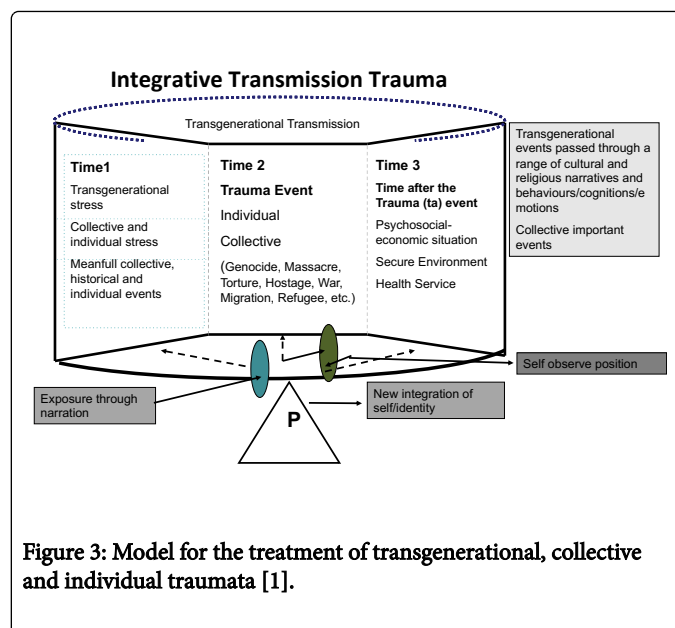 Integrative Transmission Trauma
Transgenerational Transmission
Time1
Transgenerational
stress
Collective and
individual stress
Meanfull collective,
historical and
individual events
Time 2
Trauma Event
Individual
Collective
(Genocide, Massacre,
Torture, Hostage, War,
Migration, Refugee, etc.)
Time 3
Time after the
Trauma (ta) event
Psychosocial-
economic situation
Secure Environment
Health Service
Transgenerational
events passed through a
range of cultural and
religious narratives and
behaviours/cognitions/e
motions
Collective important
events
Self observe position
Exposure through
narration
New integration of
self/identity
P
Figure 3: Model for the treatment of transgenerational, collective
and individual traumata [1].